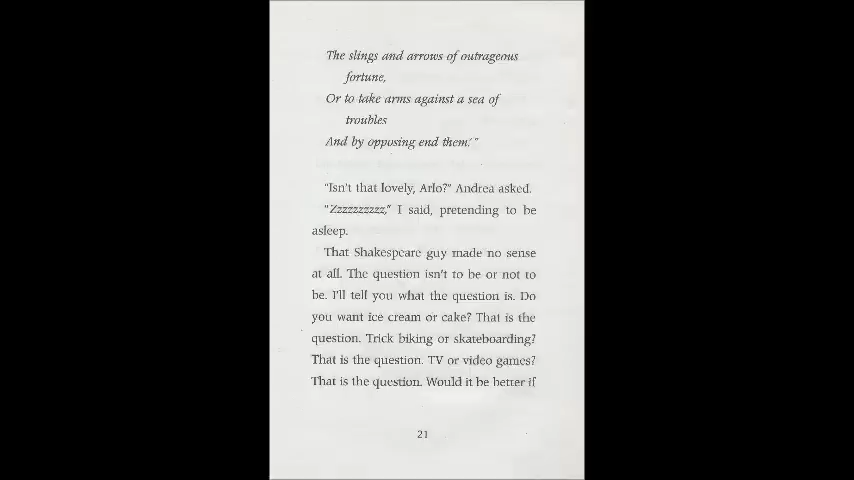 The slings and arrows of outrageous
fortune,
Or to take arms against a sea of
troubles
And by opposing end them.’”
“Isn’t that lovely, Arlo?” Andrea asked.
“Zzzzzzzzzz,” I said, pretending to be
asleep.
That Shakespeare guy made no sense
at all. The question isn’t to be or not to
be. I’ll tell you what the question is. Do
you want ice cream or cake? That is the
question. Trick biking or skateboarding?
That is the question. TV or video games?
That is the question. Would it be better if
21